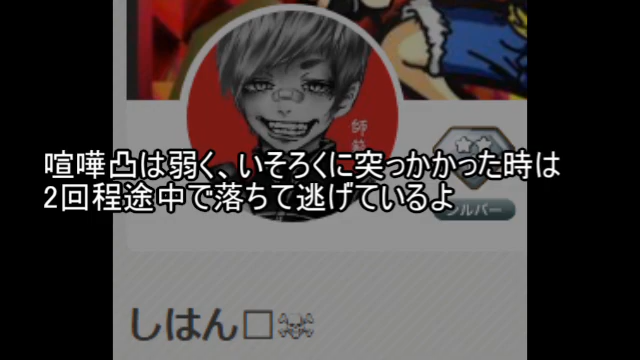 師範
喧嘩凸は弱く、いそろくに突っかかった時は
2回程途中で落ちて逃げているよ
シルバー
しはん□☠